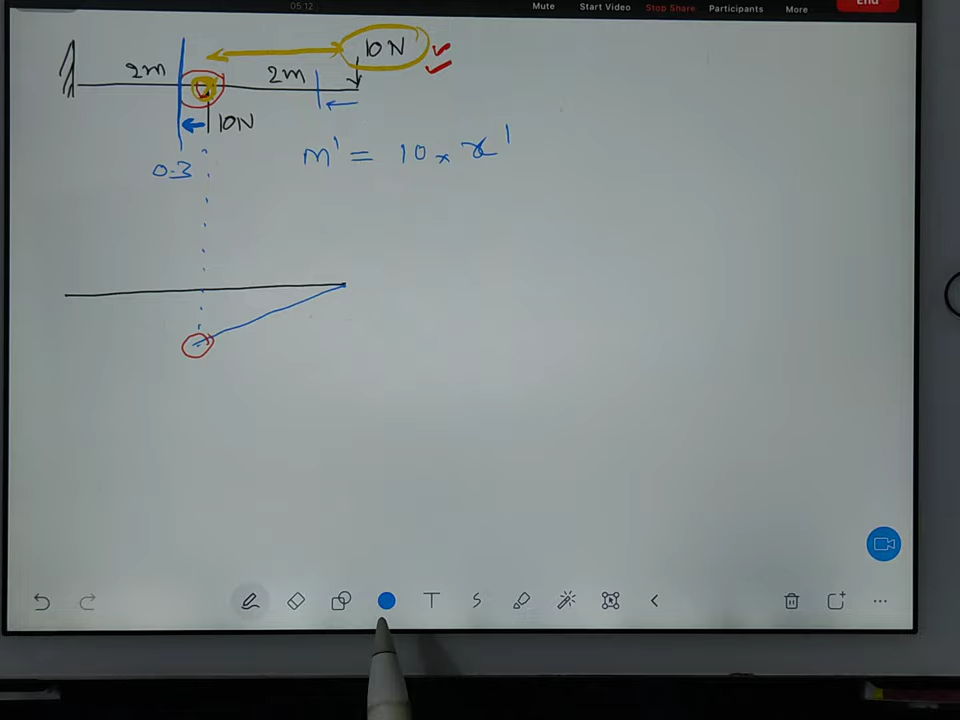 05:12
Mute Start Video Stop Share Participants More End
10N
2m 2m
10N
0.3
m' = 10 × x'
T